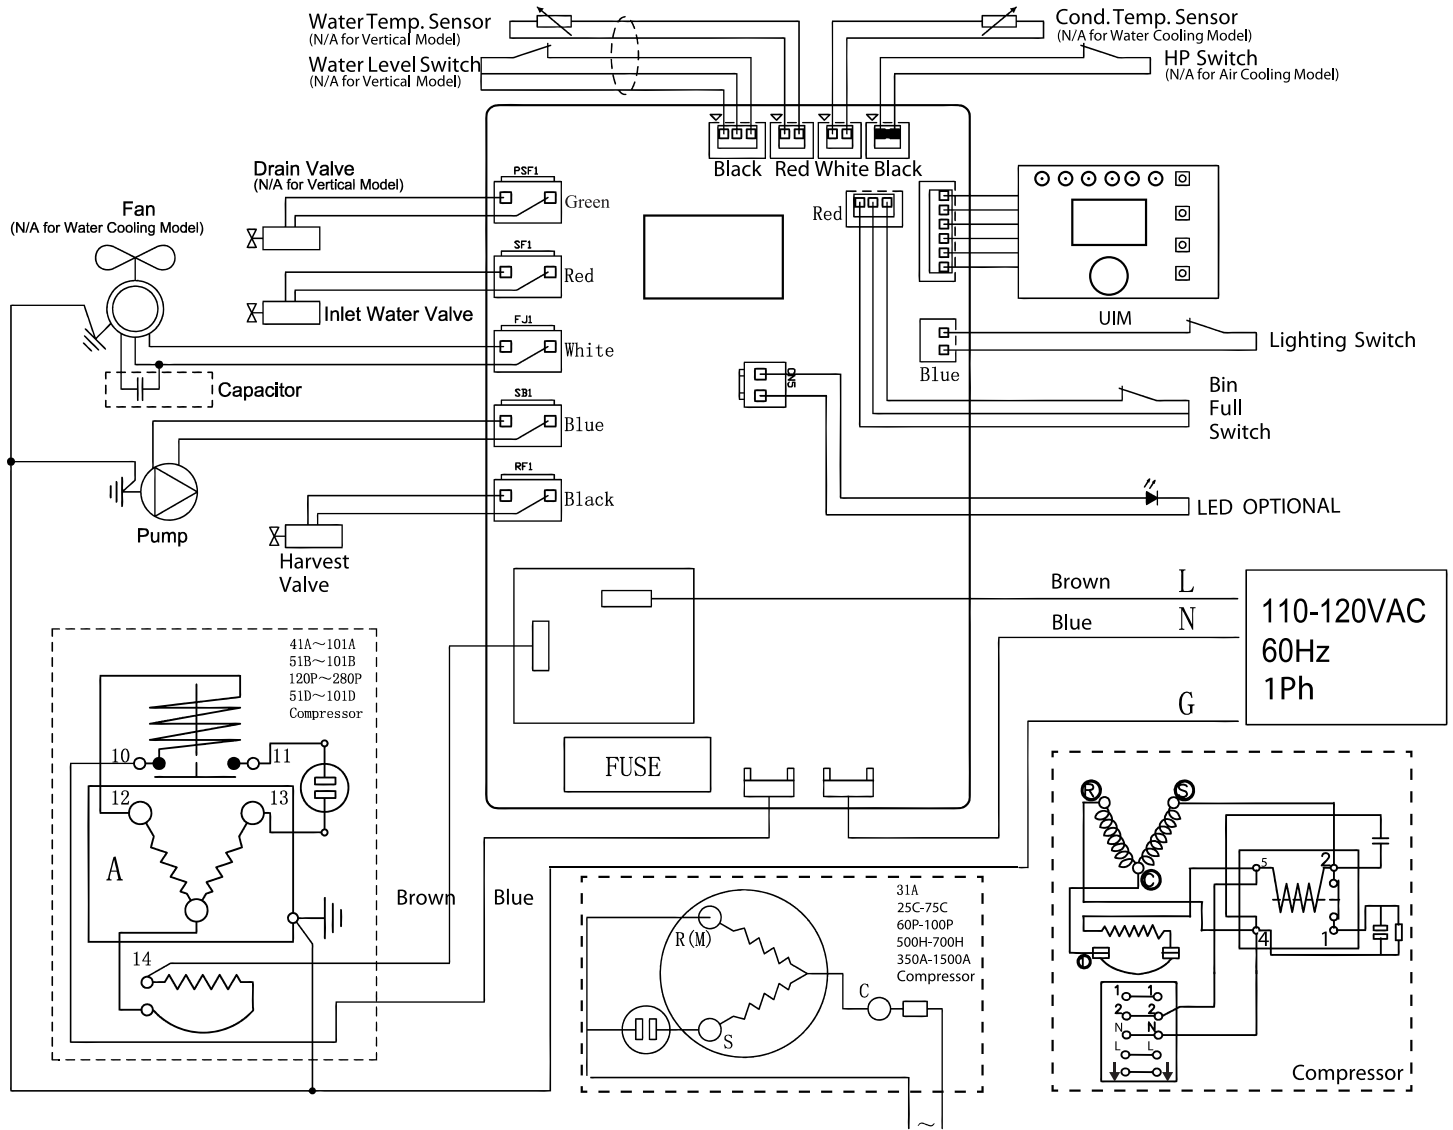 Water Temp. Sensor
(N/A for Vertical Model)
Water Level Switch
(N/A for Vertical Model)
Cond. Temp. Sensor
(N/A for Water Cooling Model)
HP Switch
(N/A for Air Cooling Model)
Black Red White Black
Drain Valve
(N/A for Vertical Model)
PSF1
Green
Fan
(N/A for Water Cooling Model)
Red
SF1
Red
Inlet Water Valve
UIM
FJ1
White
Lighting Switch
Blue
Capacitor
CN5
SB1
Blue
Bin
Full
Switch
RF1
Black
Pump
Harvest
Valve
LED OPTIONAL
Brown L
Blue N
G
110-120VAC
60Hz
1Ph
41A~101A
51B~101B
120P~280P
51D~101D
Compressor
10 11
12 13
A
14
FUSE
Brown Blue
31A
25C-75C
60P-100P
500H-700H
350A-1500A
Compressor
R(M)
S
C
~
R S
C
5 2
4 1
1
1 1
2 2
N N
L L
Compressor